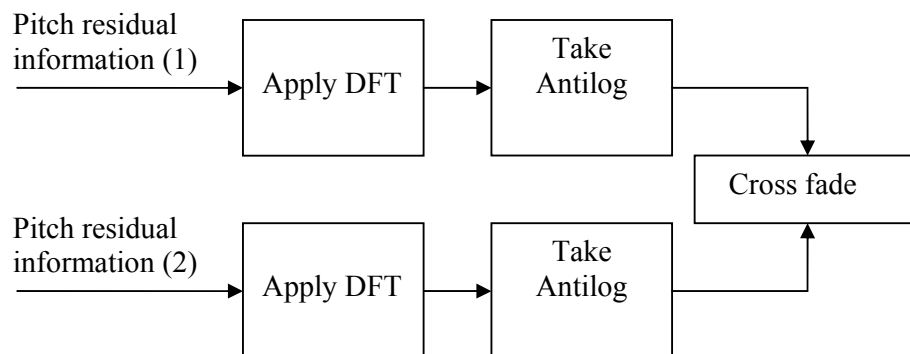 Pitch residual
information (1)
Apply DFT
Take
Antilog
Cross fade
Pitch residual
information (2)
Apply DFT
Take
Antilog